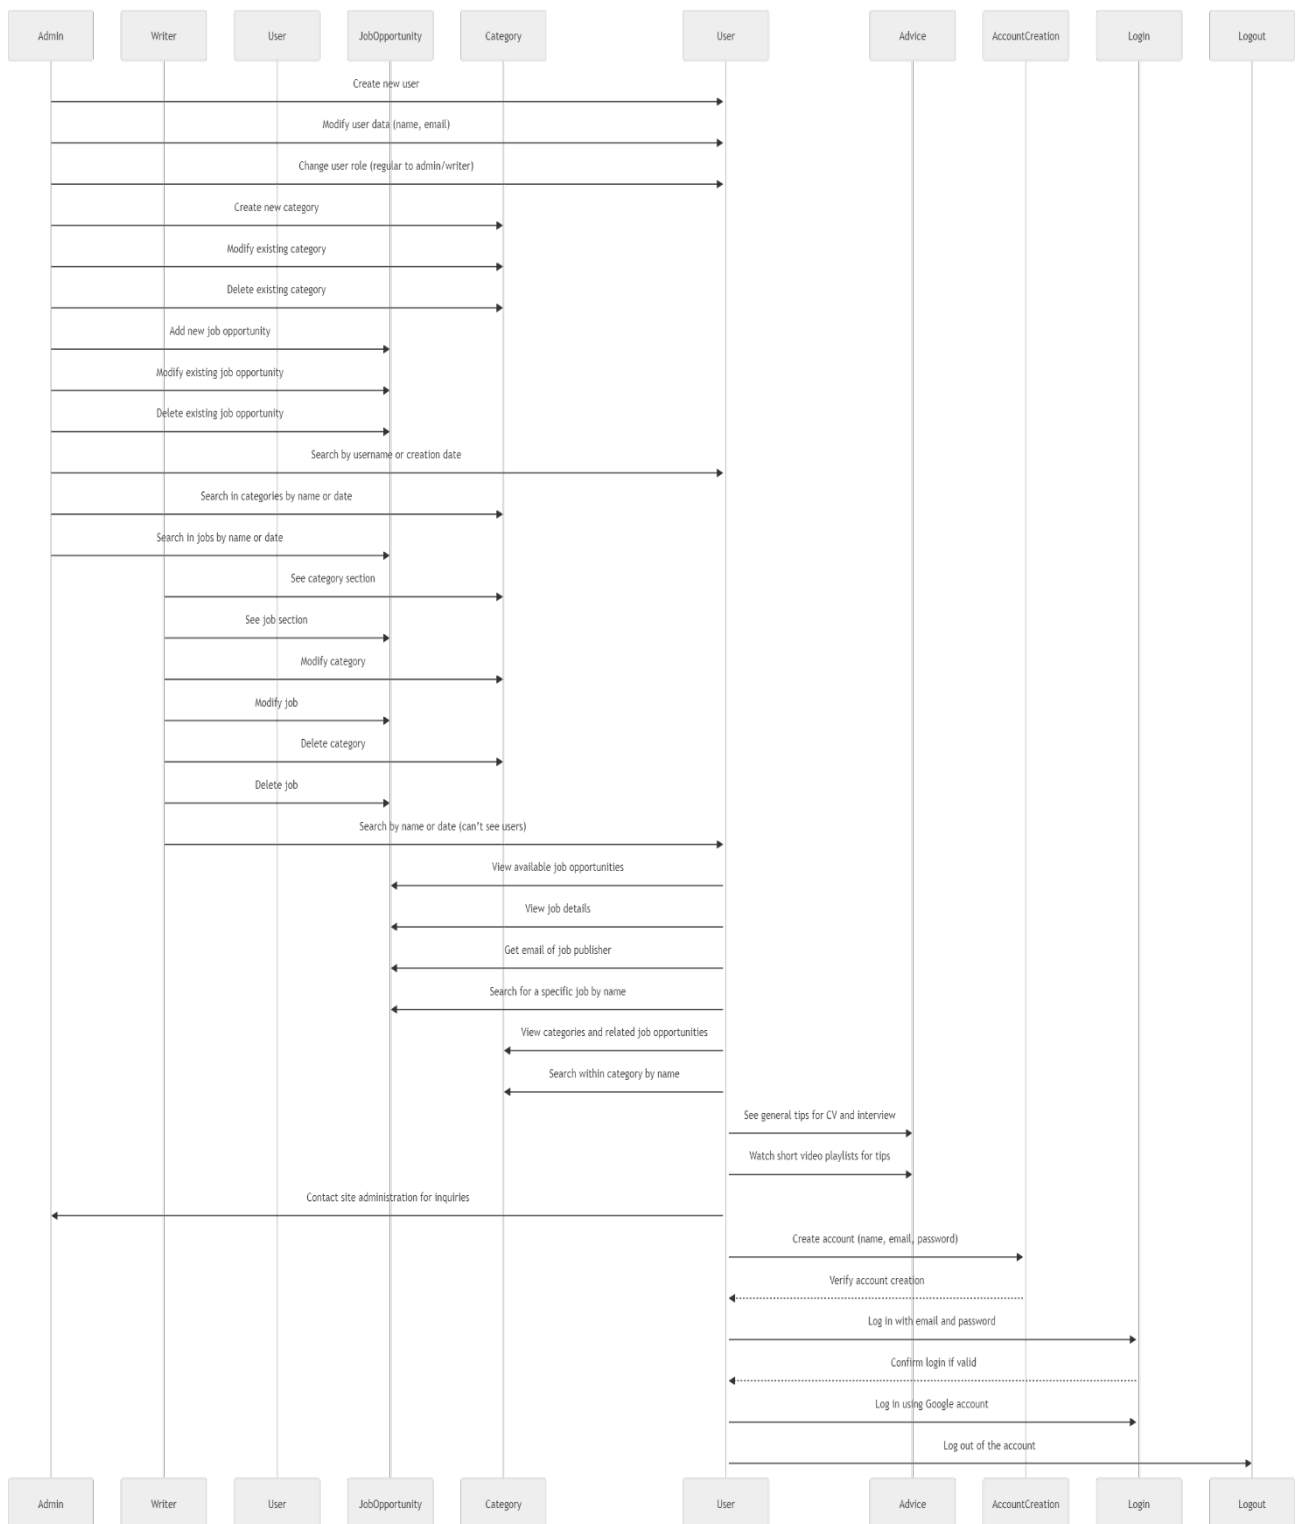 Admin Writer User JobOpportunity Category User Advice AccountCreation Login Logout
Create new user
Modify user data (name, email)
Change user role (regular to admin/writer)
Create new category
Modify existing category
Delete existing category
Add new job opportunity
Modify existing job opportunity
Delete existing job opportunity
Search by username or creation date
Search in categories by name or date
Search in jobs by name or date
See category section
See job section
Modify category
Modify job
Delete category
Delete job
Search by name or date (can't see users)
View available job opportunities
View job details
Get email of job publisher
Search for a specific job by name
View categories and related job opportunities
Search within category by name
See general tips for CV and interview
Watch short video playlists for tips
Contact site administration for inquiries
Create account (name, email, password)
Verify account creation
Log in with email and password
Confirm login if valid
Log in using Google account
Log out of the account
Admin Writer User JobOpportunity Category User Advice AccountCreation Login Logout